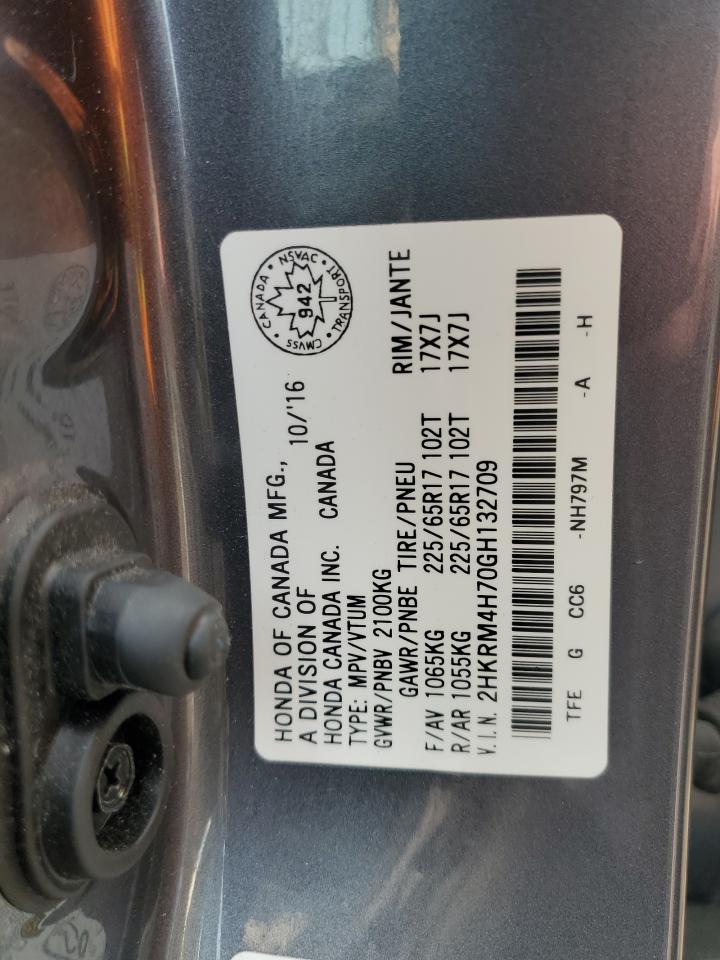 HONDA OF CANADA MFG., 10/'16
A DIVISION OF
HONDA CANADA INC. CANADA
TYPE: MPV/VTUM
GVWR/PNBV 2100KG
GAWR/PNBE TIRE/PNEU RIM/JANTE
F/AV 1065KG 225/65R17 102T 17X7J
R/AR 1055KG 225/65R17 102T 17X7J
V.I.N. 2HKRM4H70GH132709
TFE G CC6 -NH797M -A -H
CANADA • NSVAC •
942
CMVSS • TRANSPORT •